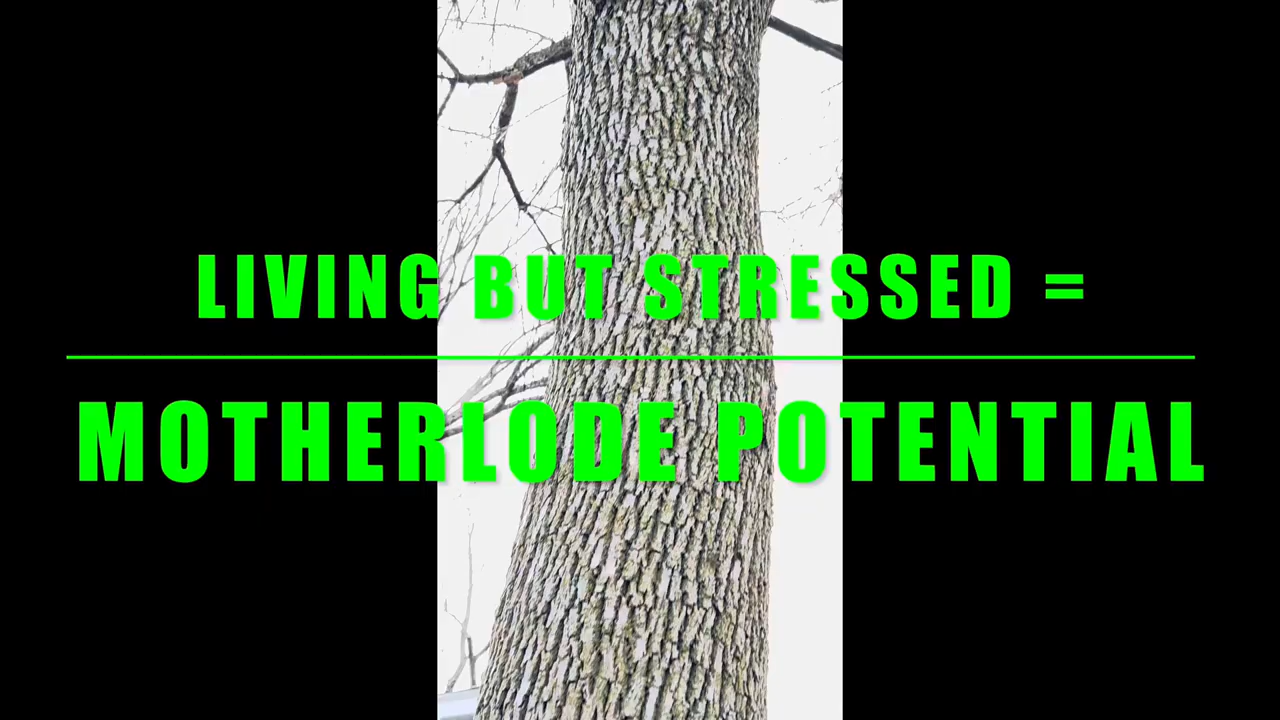 LIVING BUT STRESSED =
MOTHERLODE POTENTIAL